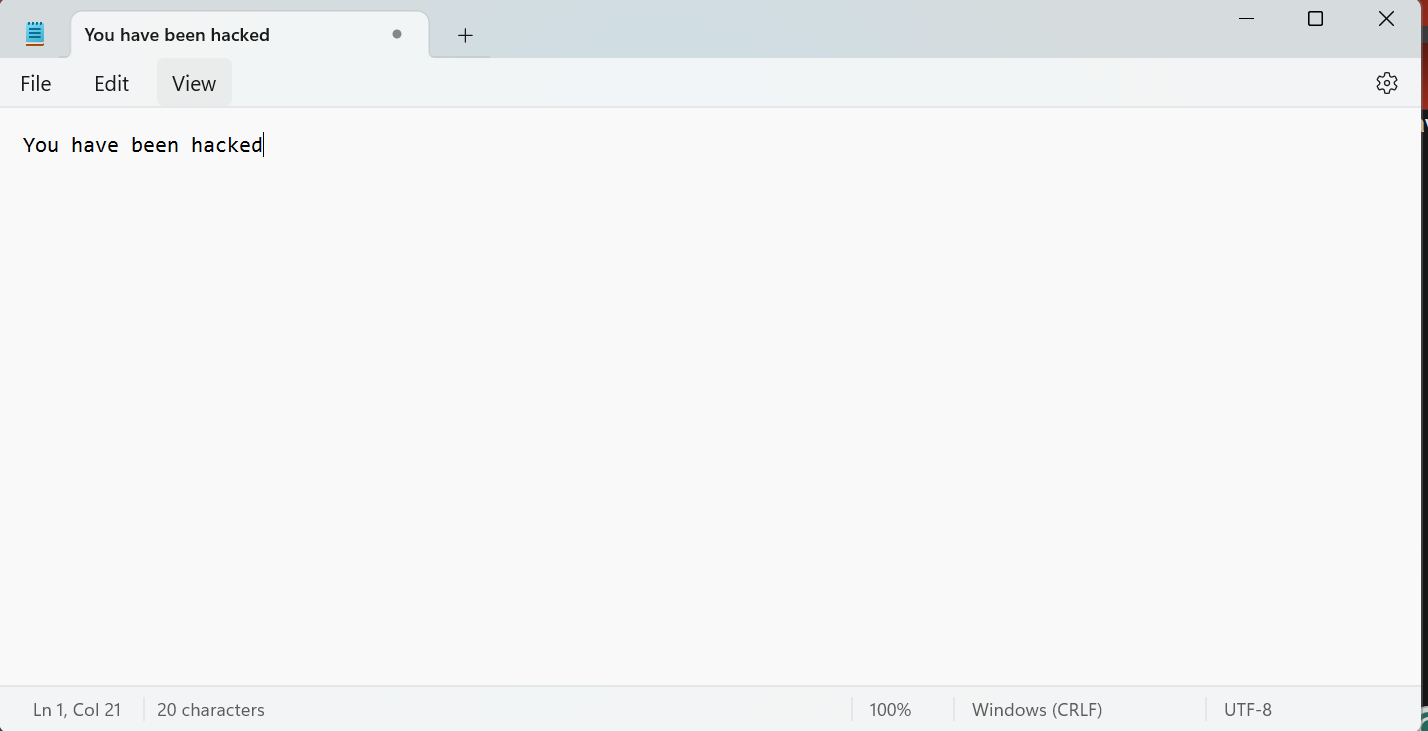 You have been hacked
File Edit View
You have been hacked
Ln 1, Col 21 20 characters 100% Windows (CRLF) UTF-8